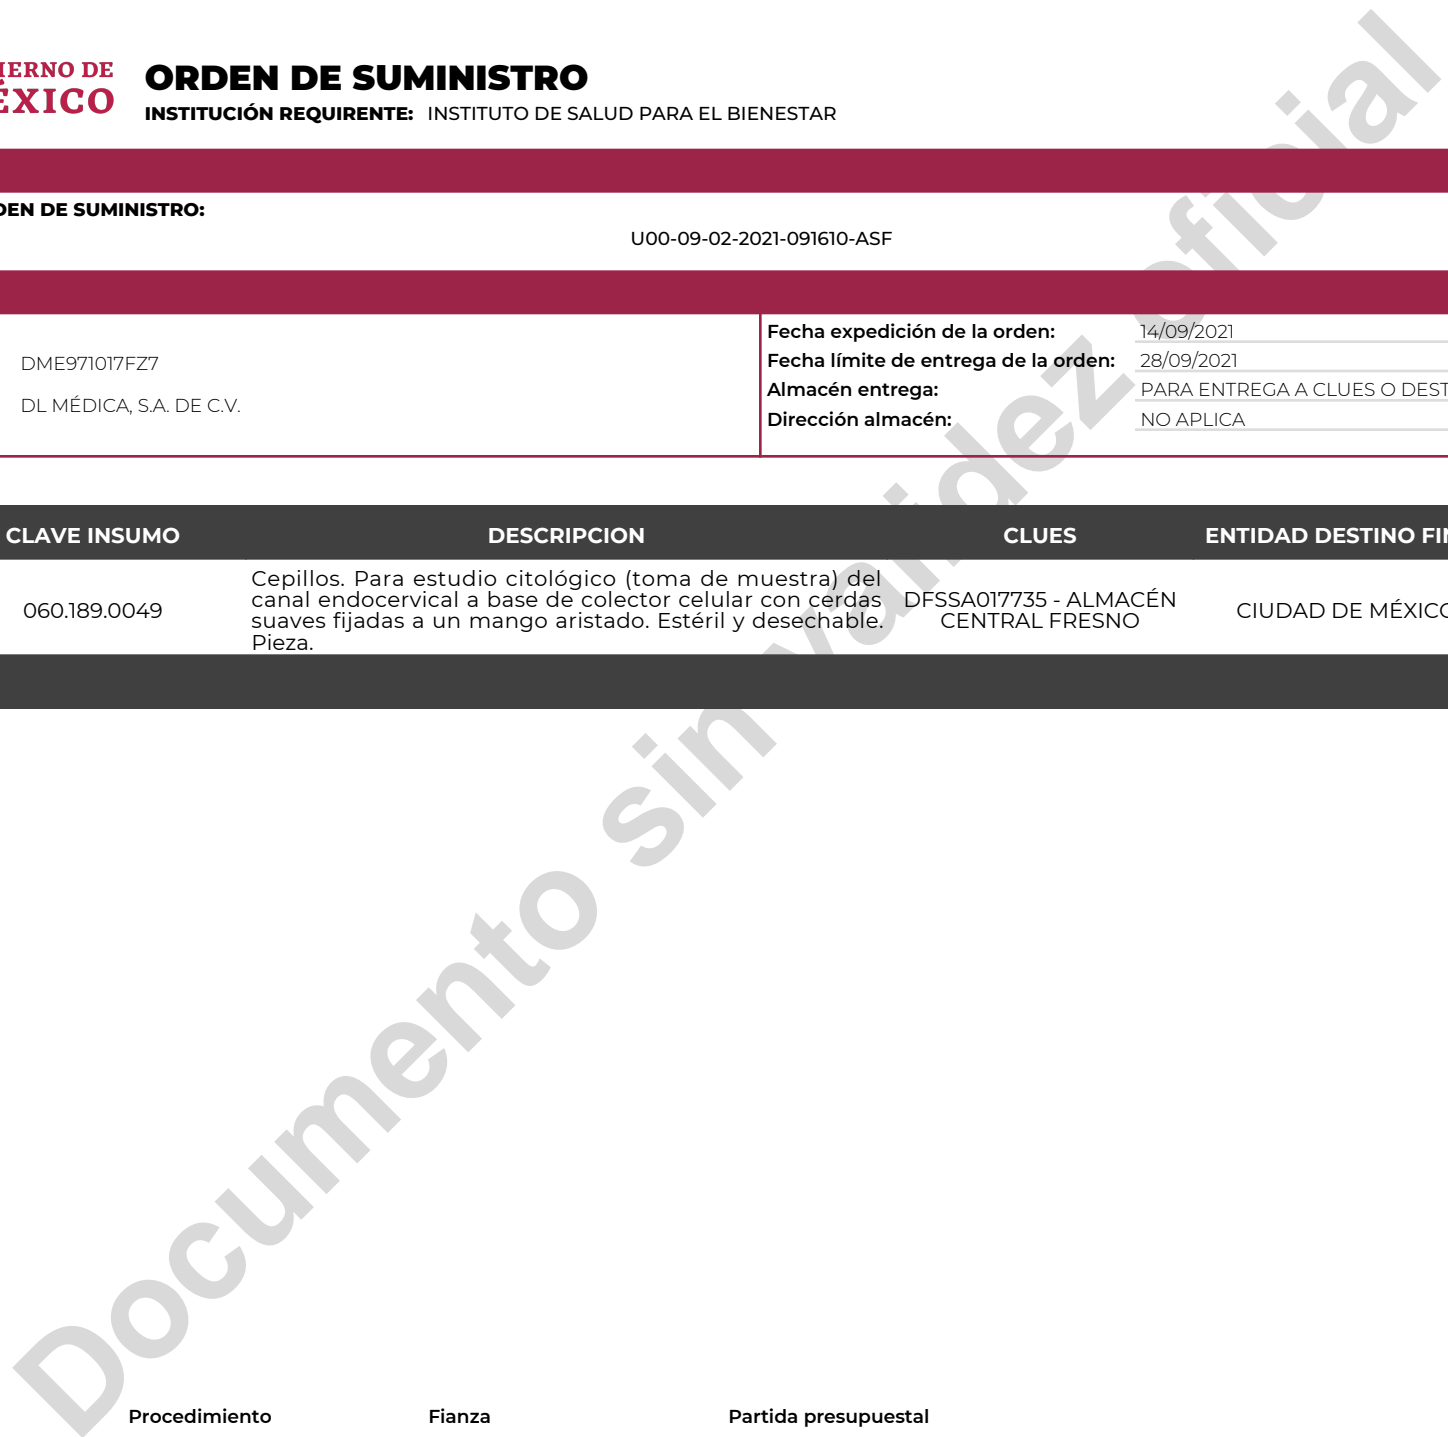 IERNO DE
ÉXICO
ORDEN DE SUMINISTRO
INSTITUCIÓN REQUIRENTE: INSTITUTO DE SALUD PARA EL BIENESTAR
DEN DE SUMINISTRO:
U00-09-02-2021-091610-ASF
DME971017FZ7
DL MÉDICA, S.A. DE C.V.
Fecha expedición de la orden: 14/09/2021
Fecha límite de entrega de la orden: 28/09/2021
Almacén entrega: PARA ENTREGA A CLUES O DEST
Dirección almacén: NO APLICA
CLAVE INSUMO DESCRIPCION CLUES ENTIDAD DESTINO FIN
060.189.0049
Cepillos. Para estudio citológico (toma de muestra) del
canal endocervical a base de colector celular con cerdas
suaves fijadas a un mango aristado. Estéril y desechable.
Pieza.
DFSSA017735 - ALMACÉN
CENTRAL FRESNO
CIUDAD DE MÉXICO
Documento sin validez oficial
Procedimiento Fianza Partida presupuestal